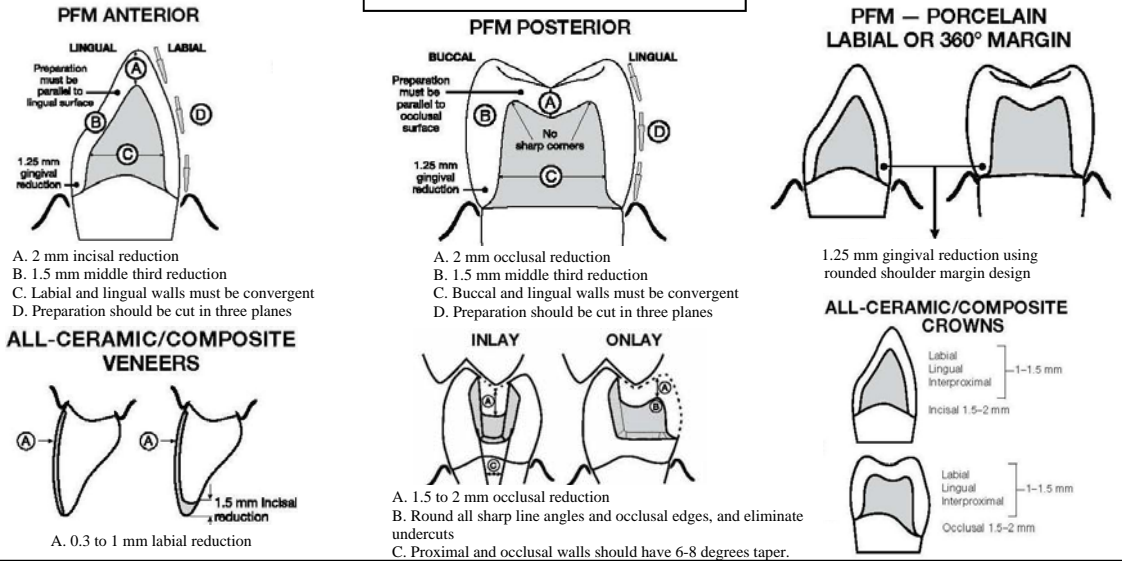 PFM ANTERIOR
LINGUAL LABIAL
Preparation
must be
parallel to
lingual surface
A
B
D
C
1.25 mm
gingival
reduction
A. 2 mm incisal reduction
B. 1.5 mm middle third reduction
C. Labial and lingual walls must be convergent
D. Preparation should be cut in three planes
PFM POSTERIOR
BUCCAL LINGUAL
Preparation
must be
parallel to
occlusal
surface
A
B
D
No
sharp corners
C
1.25 mm
gingival
reduction
A. 2 mm occlusal reduction
B. 1.5 mm middle third reduction
C. Buccal and lingual walls must be convergent
D. Preparation should be cut in three planes
PFM — PORCELAIN
LABIAL OR 360° MARGIN
1.25 mm gingival reduction using
rounded shoulder margin design
ALL-CERAMIC/COMPOSITE
VENEERS
A
A
1.5 mm Incisal
reduction
A. 0.3 to 1 mm labial reduction
INLAY
A
C
ONLAY
A
B
A. 1.5 to 2 mm occlusal reduction
B. Round all sharp line angles and occlusal edges, and eliminate
undercuts
C. Proximal and occlusal walls should have 6-8 degrees taper.
ALL-CERAMIC/COMPOSITE
CROWNS
Labial
Lingual
Interproximal
1–1.5 mm
Incisal 1.5–2 mm
Labial
Lingual
Interproximal
1–1.5 mm
Occlusal 1.5–2 mm